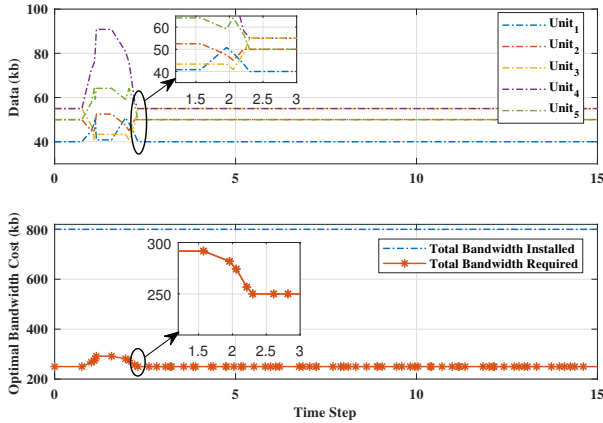 100
80
60
40
Data (kb)
60
50
40
1.5 2 2.5 3
Unit1
Unit2
Unit3
Unit4
Unit5
0 5 10 15
800
600
400
200
Optimal Bandwidth Cost (kb)
300
250
1.5 2 2.5 3
Total Bandwidth Installed
Total Bandwidth Required
0 5 10 15
Time Step